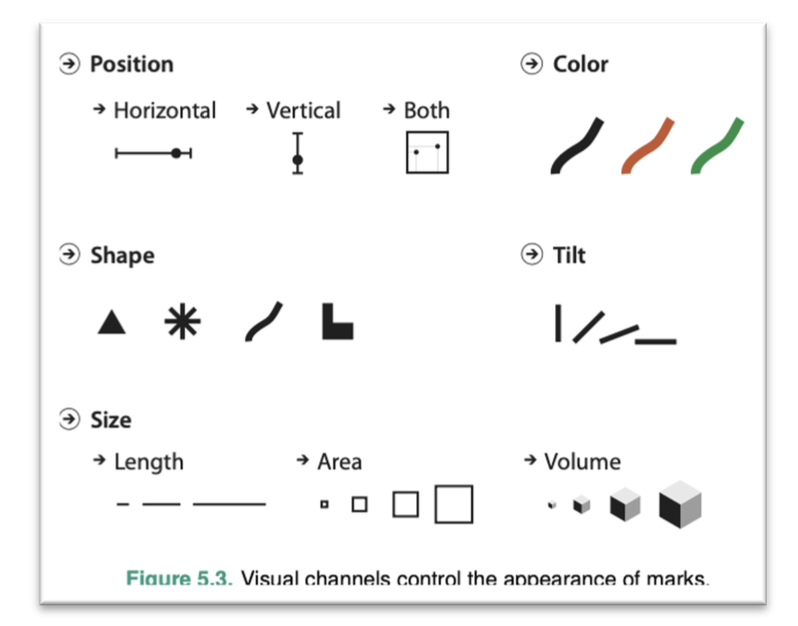 Position
Horizontal
Vertical
Both
Color
Shape
Tilt
Size
Length
Area
Volume
Figure 5.3. Visual channels control the appearance of marks.